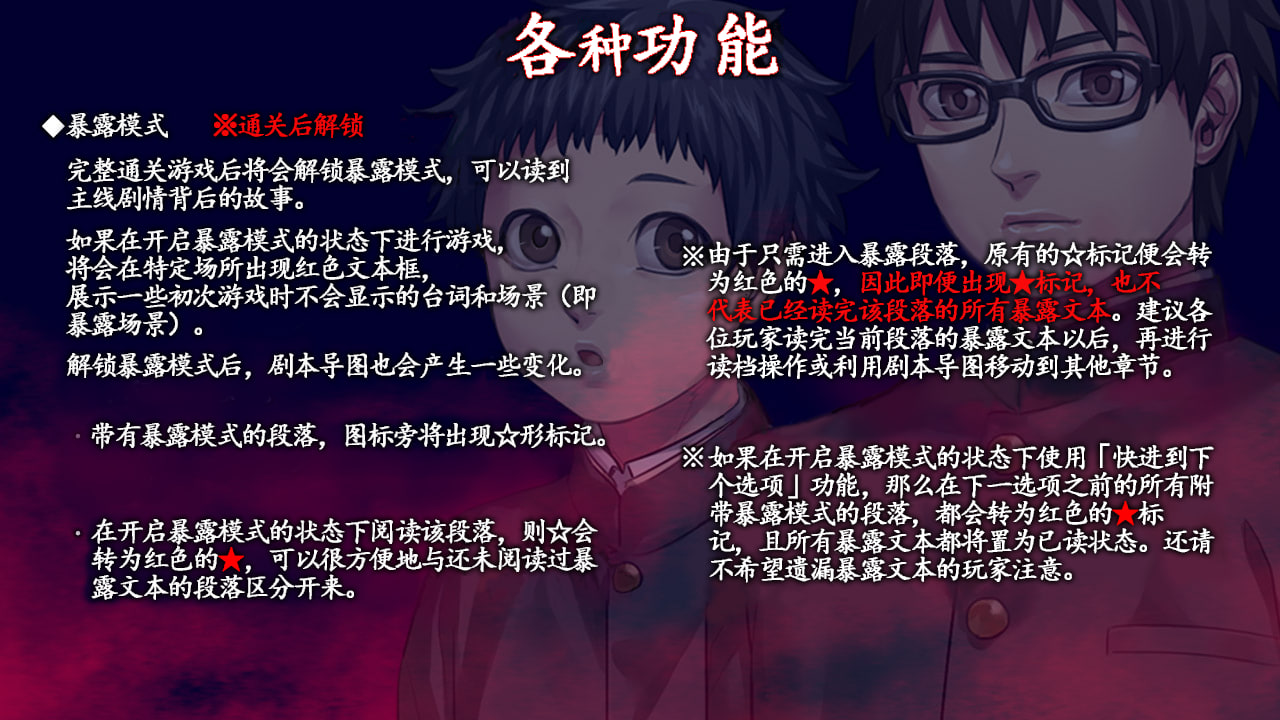 各种功能
◆暴露模式 ※通关后解锁
完整通关游戏后将会解锁暴露模式，可以读到
主线剧情背后的故事。
如果在开启暴露模式的状态下进行游戏，
将会在特定场所出现红色文本框，
展示一些初次游戏时不会显示的台词和场景（即
暴露场景）。
解锁暴露模式后，剧本导图也会产生一些变化。
·带有暴露模式的段落，图标旁将出现☆形标记。
·在开启暴露模式的状态下阅读该段落，则☆会
转为红色的★，可以很方便地与还未阅读过暴
露文本的段落区分开来。
※由于只需进入暴露段落，原有的☆标记便会转
为红色的★，因此即便出现★标记，也不
代表已经读完该段落的所有暴露文本。建议各
位玩家读完当前段落的暴露文本以后，再进行
读档操作或利用剧本导图移动到其他章节。
※如果在开启暴露模式的状态下使用「快进到下
个选项」功能，那么在下一选项之前的所有附
带暴露模式的段落，都会转为红色的★标
记，且所有暴露文本都将置为已读状态。还请
不希望遗漏暴露文本的玩家注意。